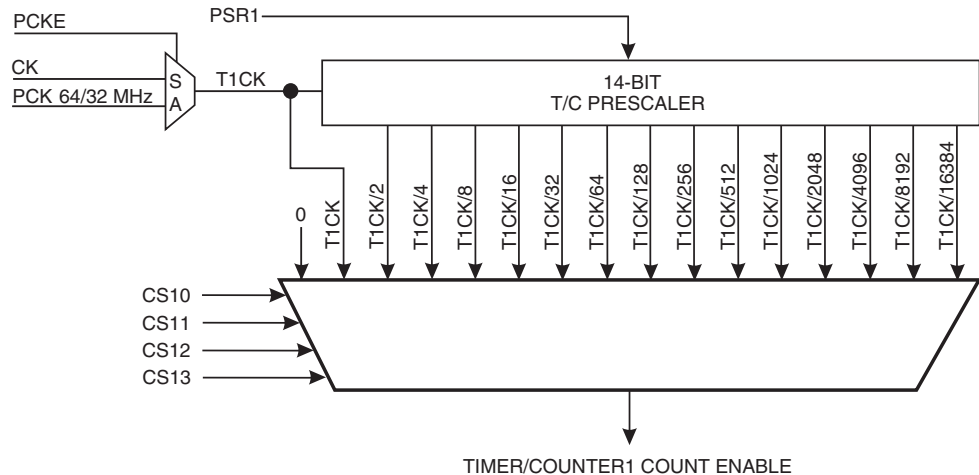 PCKE
PSR1
CK
S
T1CK
14-BIT
T/C PRESCALER
PCK 64/32 MHz
A
0
T1CK
T1CK/2
T1CK/4
T1CK/8
T1CK/16
T1CK/32
T1CK/64
T1CK/128
T1CK/256
T1CK/512
T1CK/1024
T1CK/2048
T1CK/4096
T1CK/8192
T1CK/16384
CS10
CS11
CS12
CS13
TIMER/COUNTER1 COUNT ENABLE